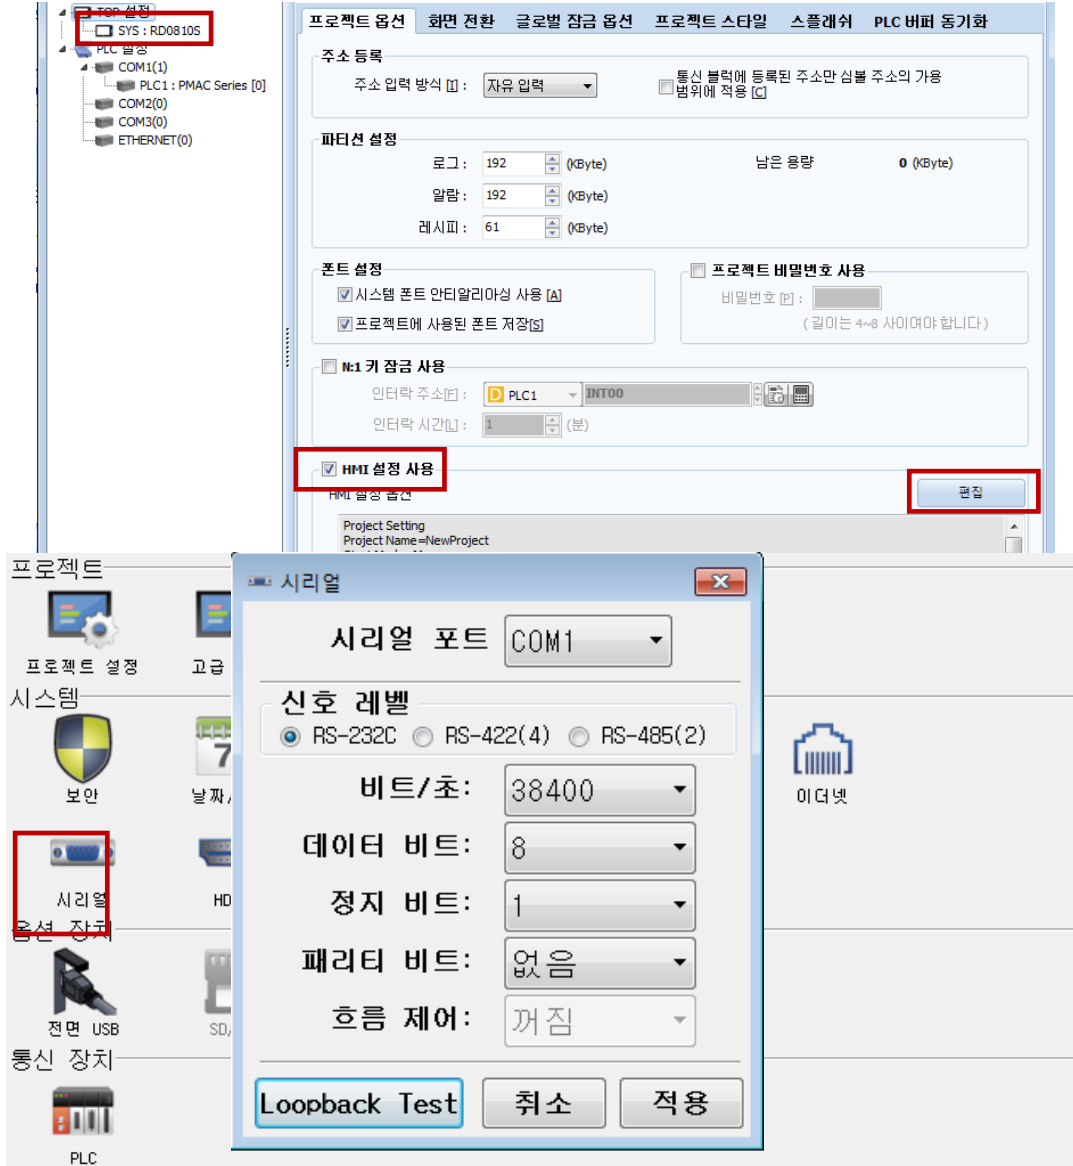 TOP 설정
SYS : RD0810S
PLC 설정
COM1(1)
PLC1 : PMAC Series [0]
COM2(0)
COM3(0)
ETHERNET(0)
프로젝트 옵션 화면 전환 글로벌 잠금 옵션 프로젝트 스타일 스플래쉬 PLC 버퍼 동기화
주소 등록
주소 입력 방식 [I] : 자유 입력
통신 블럭에 등록된 주소만 심볼 주소의 가용
범위에 적용 [C]
파티션 설정
로그 : 192 (KByte) 남은 용량 0 (KByte)
알람 : 192 (KByte)
레시피 : 61 (KByte)
폰트 설정
시스템 폰트 안티알리아싱 사용 [A]
프로젝트에 사용된 폰트 저장[S]
프로젝트 비밀번호 사용
비밀번호 [P] :
( 길이는 4~8 사이여야 합니다 )
N:1 키 잠금 사용
인터락 주소[F] : D PLC1 INT00
인터락 시간[L] : 1 (분)
HMI 설정 사용
HMI 설정 옵션
편집
Project Setting
Project Name=NewProject
프로젝트
프로젝트 설정
고급
시스템
보안
날짜/
이더넷
시리얼
HD
옵션 장치
전면 USB
SD/
통신 장치
PLC
시리얼
시리얼 포트 COM1
신호 레벨
RS-232C RS-422(4) RS-485(2)
비트/초: 38400
데이터 비트: 8
정지 비트: 1
패리티 비트: 없음
흐름 제어: 꺼짐
Loopback Test 취소 적용